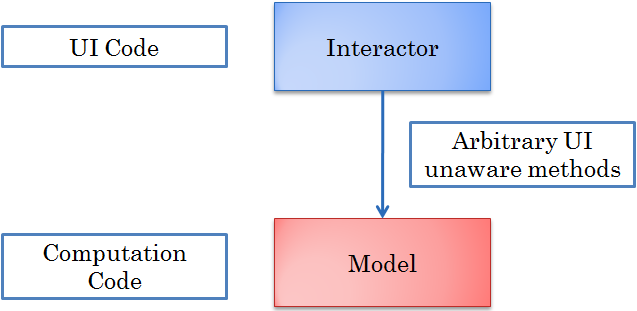 UI Code
Interactor
Arbitrary UI
unaware methods
Computation
Code
Model